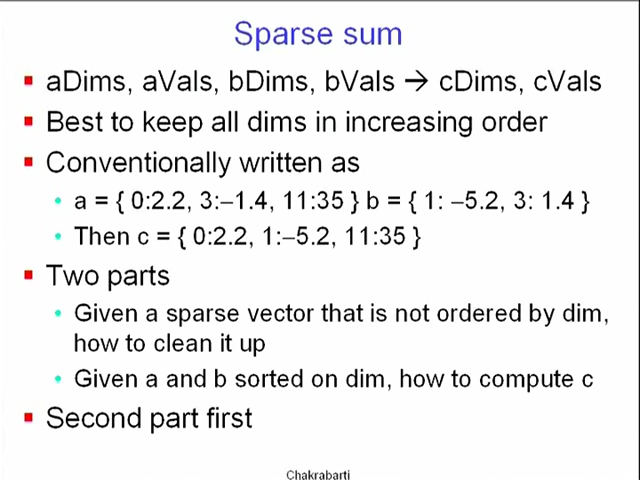 Sparse sum
▪ aDims, aVals, bDims, bVals → cDims, cVals
▪ Best to keep all dims in increasing order
▪ Conventionally written as
• a = { 0:2.2, 3:–1.4, 11:35 } b = { 1: –5.2, 3: 1.4 }
• Then c = { 0:2.2, 1:–5.2, 11:35 }
▪ Two parts
• Given a sparse vector that is not ordered by dim,
how to clean it up
• Given a and b sorted on dim, how to compute c
▪ Second part first
Chakrabarti